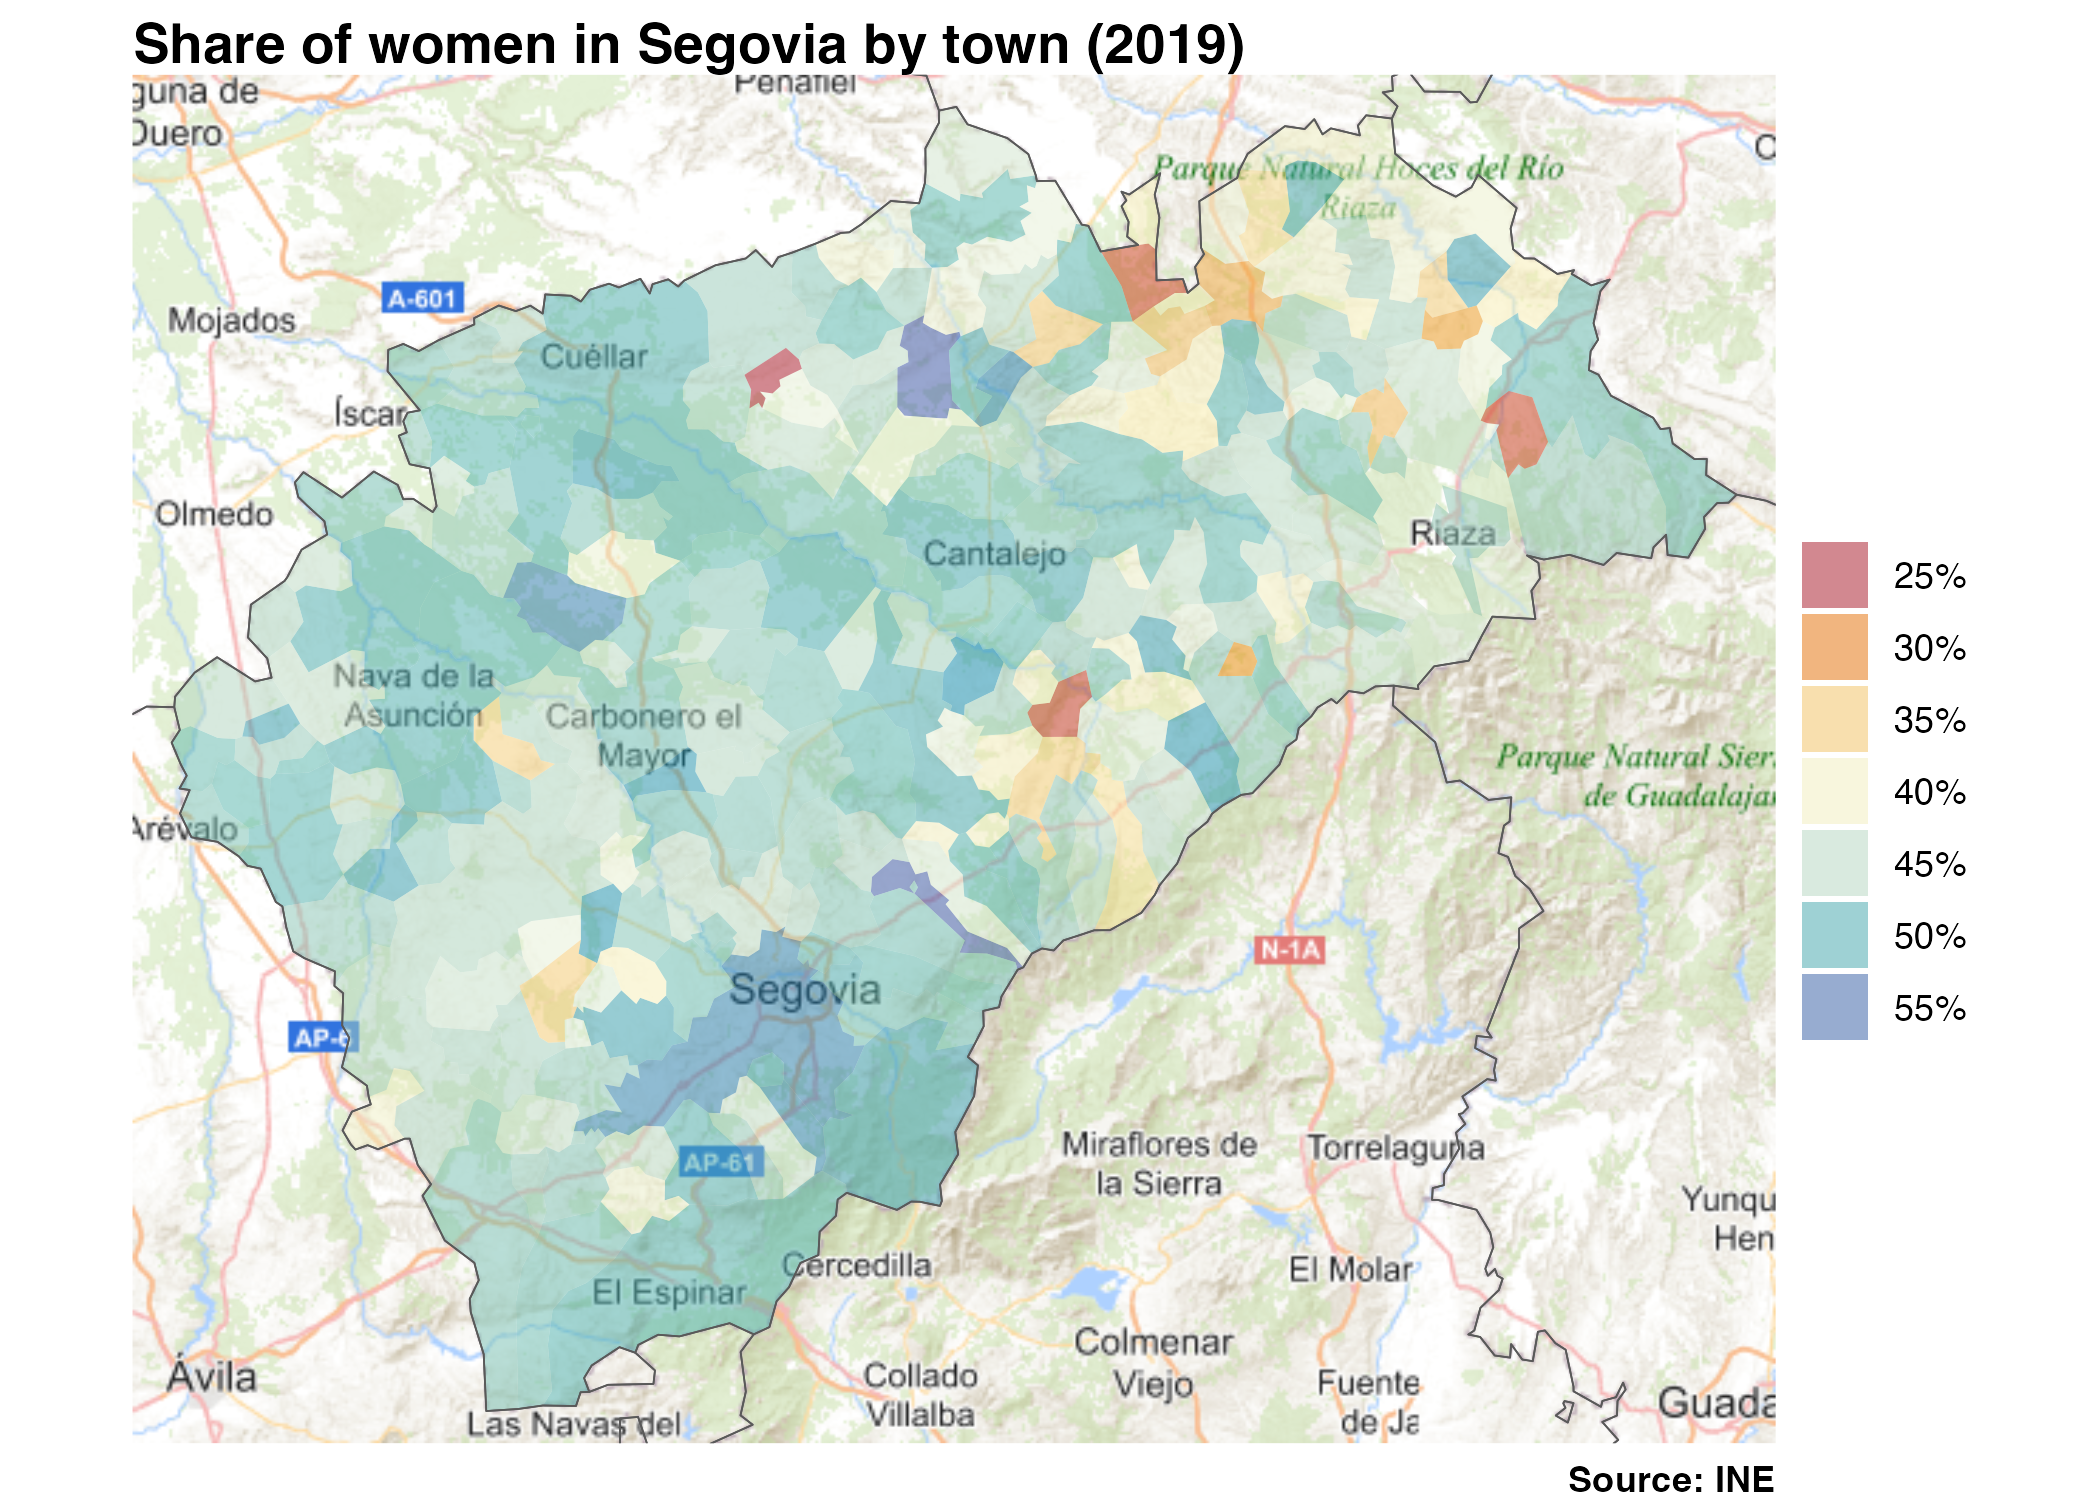 Share of women in Segovia by town (2019)
guna de
Duero
Peñafiel
Parque Natural Hoces del Río
Riaza
A-601
Mojados
Cuéllar
Íscar
Olmedo
Cantalejo
Riaza
25%
30%
35%
40%
45%
50%
55%
Nava de la
Asunción
Carbonero el
Mayor
Parque Natural Sier
de Guadalajar
Arévalo
N-1A
Segovia
AP-6
AP-61
Miraflores de
la Sierra
Torrelaguna
Yunqu
Hen
Cercedilla
El Molar
El Espinar
Colmenar
Viejo
Ávila
Collado
Villalba
Fuente
de Ja
Guada
Las Navas del
Source: INE